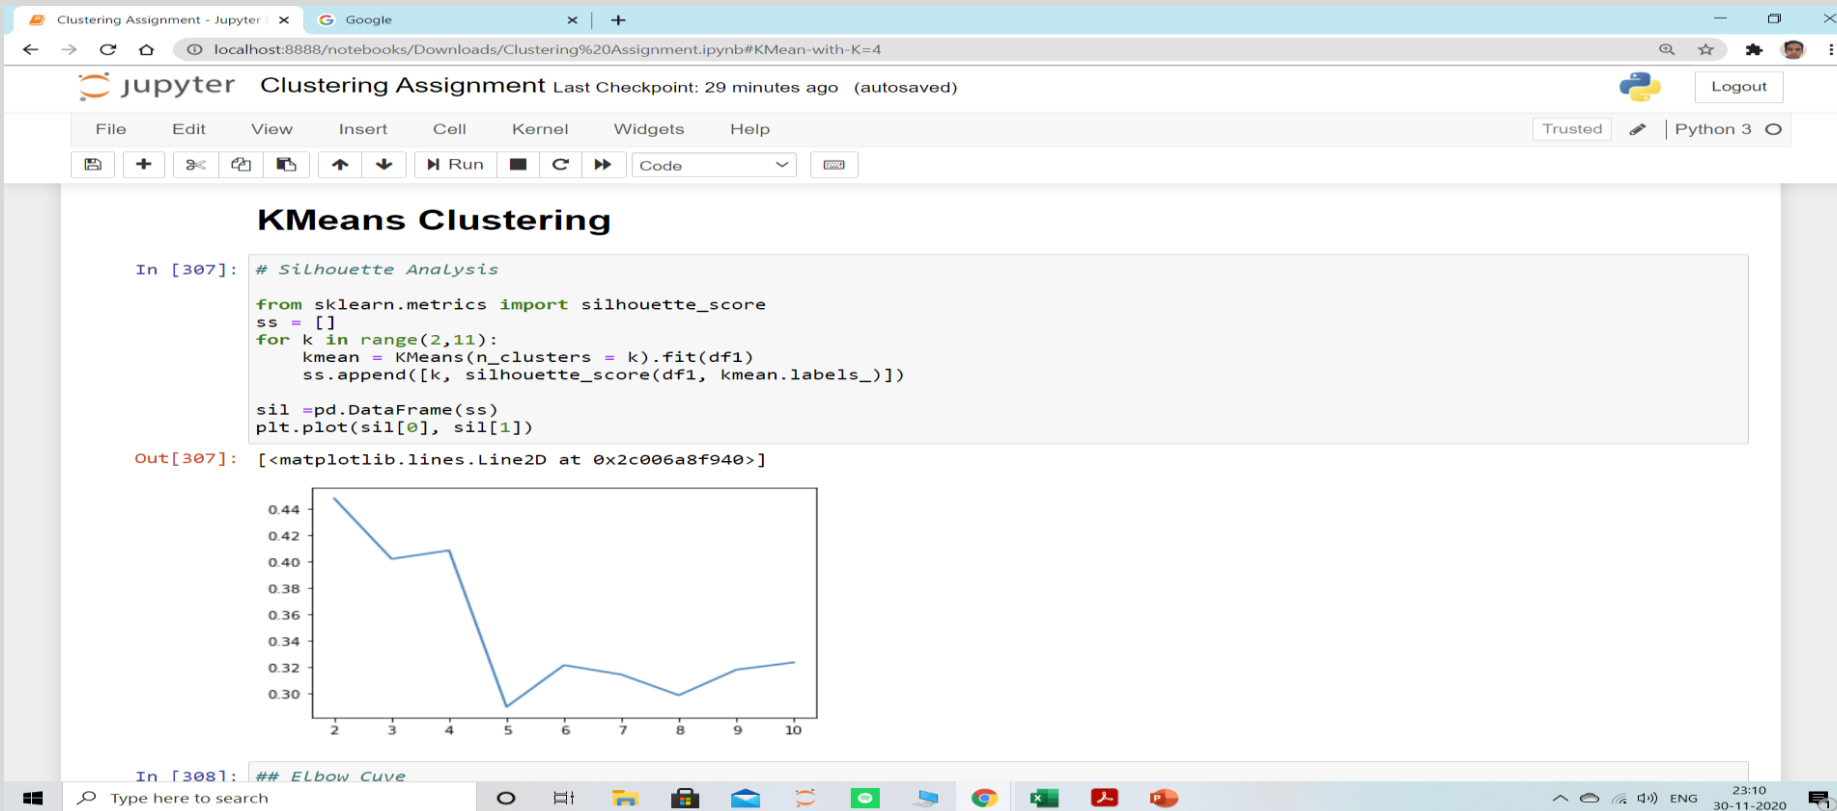 Clustering Assignment - Jupyter
Google
localhost:8888/notebooks/Downloads/Clustering%20Assignment.ipynb#KMean-with-K=4
jupyter Clustering Assignment Last Checkpoint: 29 minutes ago (autosaved)
Logout
File Edit View Insert Cell Kernel Widgets Help
Trusted Python 3
Run Code
KMeans Clustering
In [307]: # Silhouette Analysis
from sklearn.metrics import silhouette_score
ss = []
for k in range(2,11):
    kmean = KMeans(n_clusters = k).fit(df1)
    ss.append([k, silhouette_score(df1, kmean.labels_)])
sil =pd.DataFrame(ss)
plt.plot(sil[0], sil[1])
Out[307]: [<matplotlib.lines.Line2D at 0x2c006a8f940>]
0.44
0.42
0.40
0.38
0.36
0.34
0.32
0.30
2 3 4 5 6 7 8 9 10
In [308]: ## Elbow Cuve
Type here to search
ENG
23:10
30-11-2020